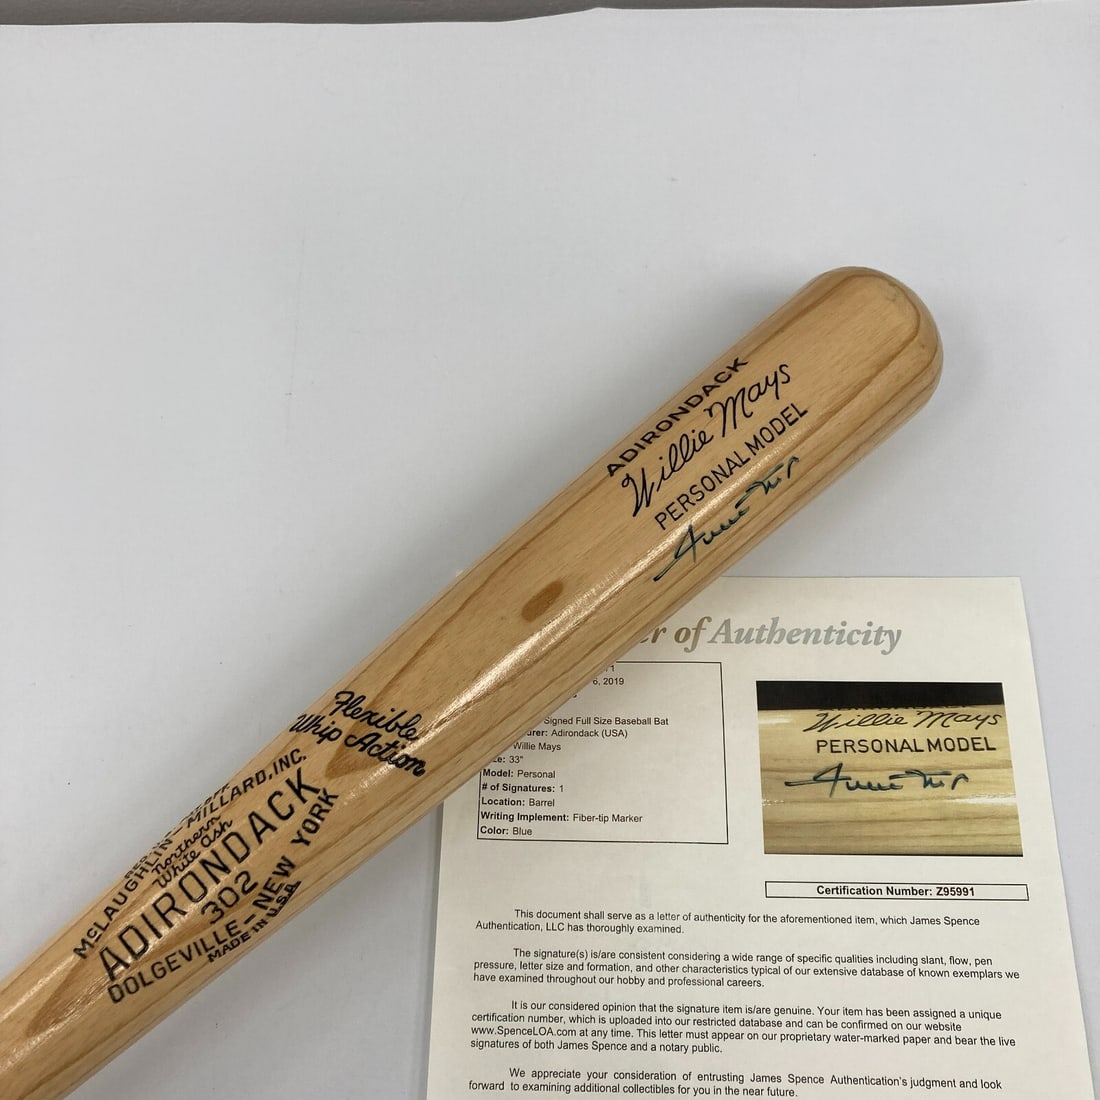 ADIRONDACK
Willie Mays
PERSONAL MODEL
Flexible
Whip Action
McLAUGHLIN-MILLARD, INC.
Northern
White Ash
ADIRONDACK
302
DOLGEVILLE-NEW YORK
MADE IN U.S.A.
of Authenticity
6, 2019
Signed Full Size Baseball Bat
Adirondack (USA)
Willie Mays
33"
Model: Personal
# of Signatures: 1
Location: Barrel
Writing Implement: Fiber-tip Marker
Color: Blue
Willie Mays
PERSONAL MODEL
Certification Number: Z95991
This document shall serve as a letter of authenticity for the aforementioned item, which James Spence
Authentication, LLC has thoroughly examined.
The signature(s) is/are consistent considering a wide range of specific qualities including slant, flow, pen
pressure, letter size and formation, and other characteristics typical of our extensive database of known exemplars we
have examined throughout our hobby and professional careers.
It is our considered opinion that the signature item is/are genuine. Your item has been assigned a unique
certification number, which is uploaded into our restricted database and can be confirmed on our website
www.SpenceLOA.com at any time. This letter must appear on our proprietary water-marked paper and bear the live
signatures of both James Spence and a notary public.
We appreciate your consideration of entrusting James Spence Authentication's judgment and look
forward to examining additional collectibles for you in the near future.